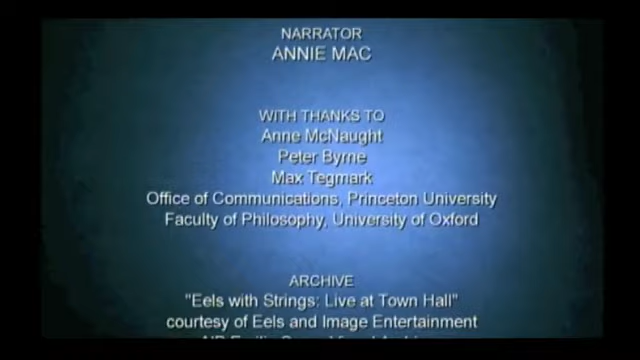 NARRATOR
ANNIE MAC
WITH THANKS TO
Anne McNaught
Peter Byrne
Max Tegmark
Office of Communications, Princeton University
Faculty of Philosophy, University of Oxford
ARCHIVE
"Eels with Strings: Live at Town Hall"
courtesy of Eels and Image Entertainment